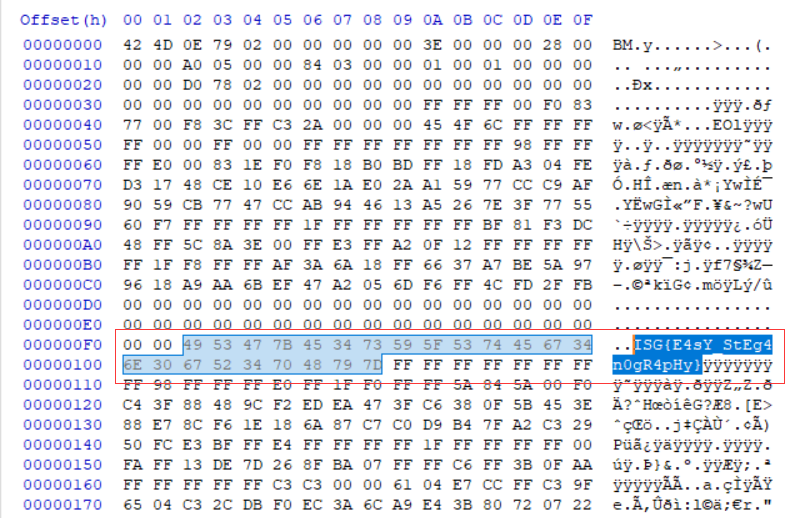 Offset(h) 00 01 02 03 04 05 06 07 08 09 0A 0B 0C 0D 0E 0F
00000000 42 4D 0E 79 02 00 00 00 00 00 3E 00 00 00 28 00 BM.y......>...(.
00000010 00 00 A0 05 00 00 84 03 00 00 01 00 01 00 00 00 .. ...„.........
00000020 00 00 D0 78 02 00 00 00 00 00 00 00 00 00 00 00 ..Ðx............
00000030 00 00 00 00 00 00 00 00 00 00 FF FF FF 00 F0 83 ..........ÿÿÿ.ðƒ
00000040 77 00 F8 3C FF C3 2A 00 00 00 45 4F 6C FF FF FF w.ø<ÿÃ*...EOlÿÿÿ
00000050 FF 00 00 FF 00 00 FF FF FF FF FF FF FF 98 FF FF ÿ..ÿ..ÿÿÿÿÿÿÿ˜ÿÿ
00000060 FF E0 00 83 1E F0 F8 18 B0 BD FF 18 FD A3 04 FE ÿà.ƒ.ðø.°½ÿ.ý£.þ
00000070 D3 17 48 CE 10 E6 6E 1A E0 2A A1 59 77 CC C9 AF Ó.HÎ.æn.à*¡YwÌÉ¯
00000080 90 59 CB 77 47 CC AB 94 46 13 A5 26 7E 3F 77 55 .YËwGÌ«”F.¥&~?wU
00000090 60 F7 FF FF FF FF 1F FF FF FF FF FF BF 81 F3 DC `÷ÿÿÿÿ.ÿÿÿÿÿ¿.óÜ
000000A0 48 FF 5C 8A 3E 00 FF E3 FF A2 0F 12 FF FF FF FF Hÿ\Š>.ÿãÿ¢..ÿÿÿÿ
000000B0 FF 1F F8 FF FF AF 3A 6A 18 FF 66 37 A7 BE 5A 97 ÿ.øÿÿ¯:j.ÿf7§¾Z—
000000C0 96 18 A9 AA 6B EF 47 A2 05 6D F6 FF 4C FD 2F FB –.©ªkïG¢.möÿLý/û
000000D0 00 00 00 00 00 00 00 00 00 00 00 00 00 00 00 00 ................
000000E0 00 00 00 00 00 00 00 00 00 00 00 00 00 00 00 00 ................
000000F0 00 00 49 53 47 7B 45 34 73 59 5F 53 74 45 67 34 ..ISG{E4sY_StEg4
00000100 6E 30 67 52 34 70 48 79 7D FF FF FF FF FF FF FF n0gR4pHy}ÿÿÿÿÿÿÿ
00000110 FF 98 FF FF FF FF E0 FF 1F F0 FF FF 5A 84 5A 00 F0
00000120 C4 3F 88 48 9C F2 ED EA 47 3F C6 38 0F 5B 45 3E Ä?ˆHœòíêG?Æ8.[E>
00000130 88 E7 8C F6 1E 18 6A 87 C7 C0 D9 B4 7F A2 C3 29 ˆçŒö..j‡ÇÀÙ´.¢Ã)
00000140 50 FC E3 BF FF E4 FF FF FF FF 1F FF FF FF FF 00 Püã¿ÿäÿÿÿÿ.ÿÿÿÿ.
00000150 FA FF 13 DE 7D 26 8F BA 07 FF FF C6 FF 3B 0F AA úÿ.Þ}&.º.ÿÿÆÿ;.ª
00000160 FF FF FF FF FF C3 C3 00 00 61 04 E7 CC FF C3 9F ÿÿÿÿÿÃÃ..a.çÌÿÃŸ
00000170 65 04 C3 2C DB F0 EC 3A 6C A9 E4 3B 80 72 07 22 e.Ã,Ûðì:l©ä;€r."